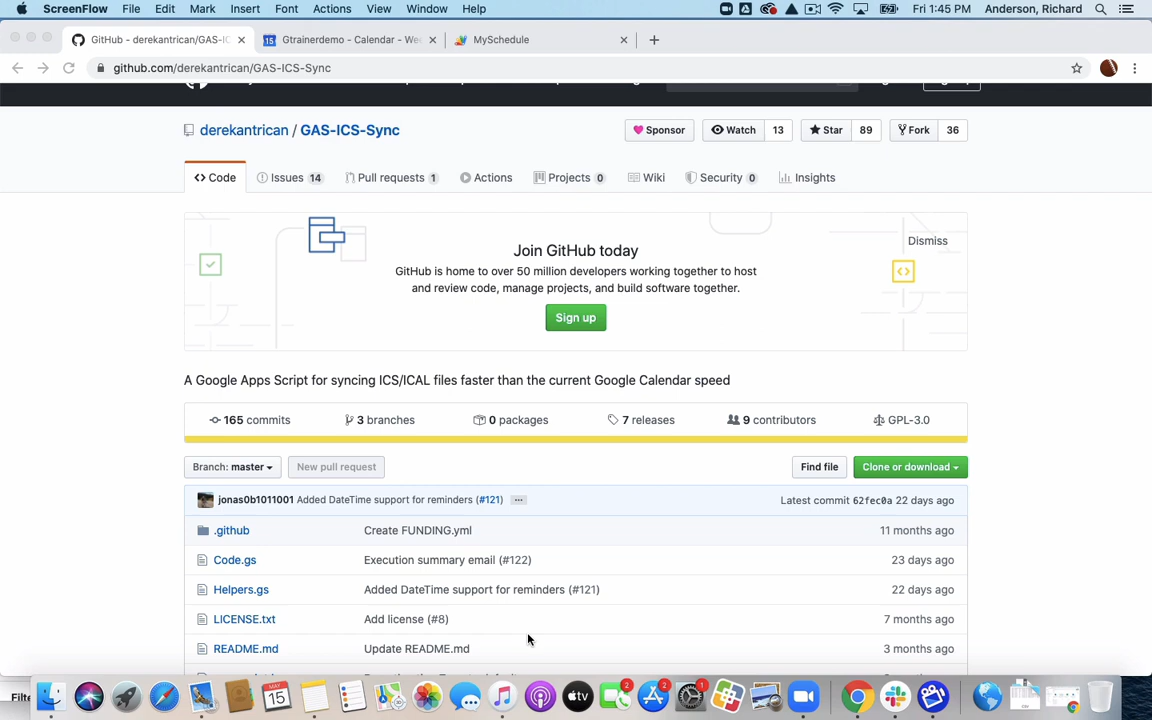 ScreenFlow File Edit Mark Insert Font Actions View Window Help Fri 1:45 PM Anderson, Richard
GitHub - derekantrican/GAS-IC Gtrainerdemo - Calendar - We MySchedule
github.com/derekantrican/GAS-ICS-Sync
derekantrican / GAS-ICS-Sync Sponsor Watch 13 Star 89 Fork 36
Code Issues 14 Pull requests 1 Actions Projects 0 Wiki Security 0 Insights
Dismiss
Join GitHub today
GitHub is home to over 50 million developers working together to host
and review code, manage projects, and build software together.
Sign up
A Google Apps Script for syncing ICS/ICAL files faster than the current Google Calendar speed
165 commits 3 branches 0 packages 7 releases 9 contributors GPL-3.0
Branch: master New pull request Find file Clone or download
jonas0b1011001 Added DateTime support for reminders (#121) ... Latest commit 62fec0a 22 days ago
.github Create FUNDING.yml 11 months ago
Code.gs Execution summary email (#122) 23 days ago
Helpers.gs Added DateTime support for reminders (#121) 22 days ago
LICENSE.txt Add license (#8) 7 months ago
README.md Update README.md 3 months ago
Filte
MAY
15
tv
2
2
1